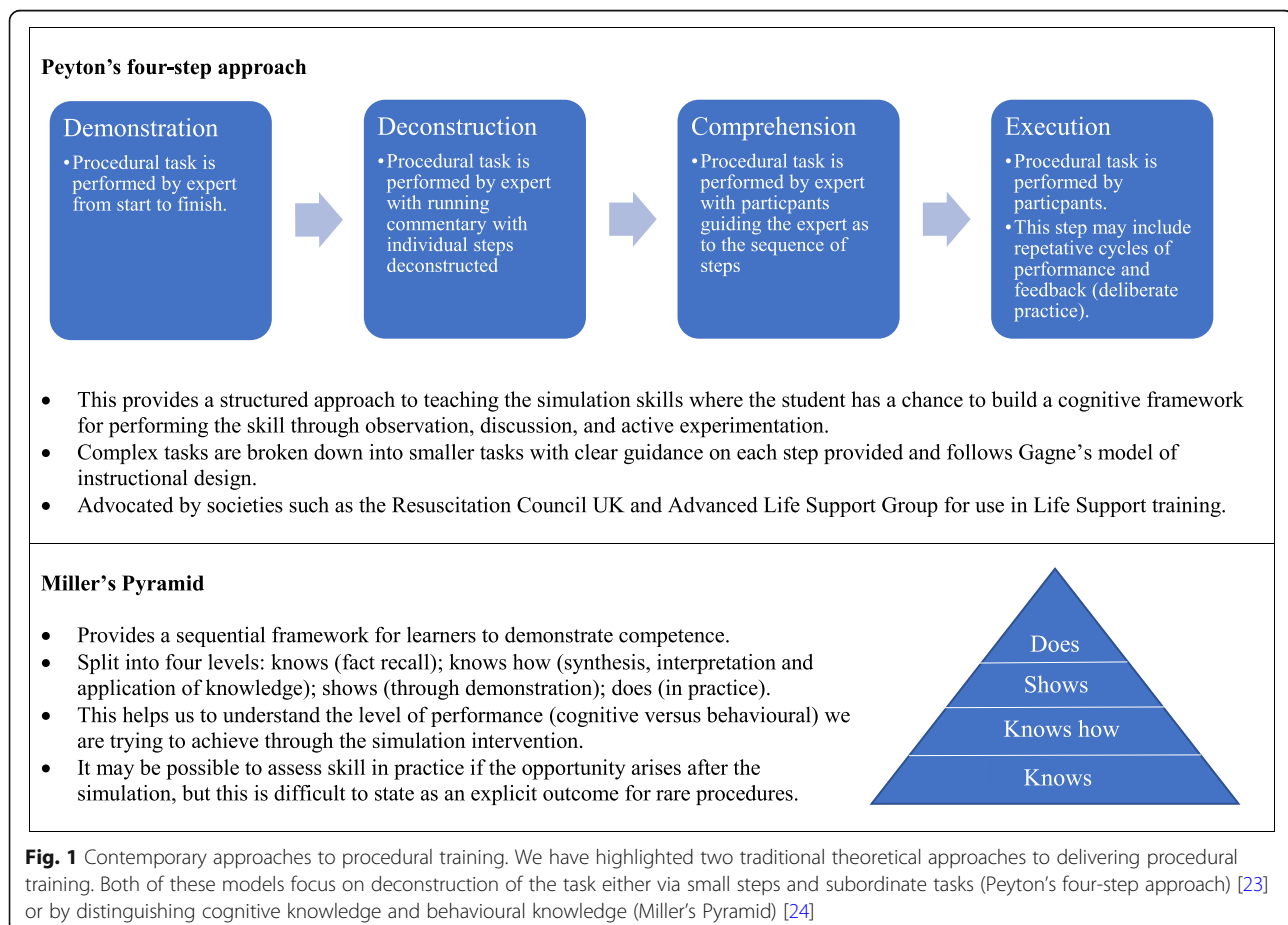 Peyton's four-step approach
Demonstration
•Procedural task is
performed by expert
from start to finish.
Deconstruction
•Procedural task is
performed by expert
with running
commentary with
individual steps
deconstructed
Comprehension
•Procedural task is
performed by expert
with particpants
guiding the expert as
to the sequence of
steps
Execution
•Procedural task is
performed by
particpants.
•This step may include
repetative cycles of
performance and
feedback (deliberate
practice).
• This provides a structured approach to teaching the simulation skills where the student has a chance to build a cognitive framework
for performing the skill through observation, discussion, and active experimentation.
• Complex tasks are broken down into smaller tasks with clear guidance on each step provided and follows Gagne's model of
instructional design.
• Advocated by societies such as the Resuscitation Council UK and Advanced Life Support Group for use in Life Support training.
Miller's Pyramid
• Provides a sequential framework for learners to demonstrate competence.
• Split into four levels: knows (fact recall); knows how (synthesis, interpretation and
application of knowledge); shows (through demonstration); does (in practice).
• This helps us to understand the level of performance (cognitive versus behavioural) we
are trying to achieve through the simulation intervention.
• It may be possible to assess skill in practice if the opportunity arises after the
simulation, but this is difficult to state as an explicit outcome for rare procedures.
Does
Shows
Knows how
Knows
Fig. 1 Contemporary approaches to procedural training. We have highlighted two traditional theoretical approaches to delivering procedural
training. Both of these models focus on deconstruction of the task either via small steps and subordinate tasks (Peyton's four-step approach) [23]
or by distinguishing cognitive knowledge and behavioural knowledge (Miller's Pyramid) [24]